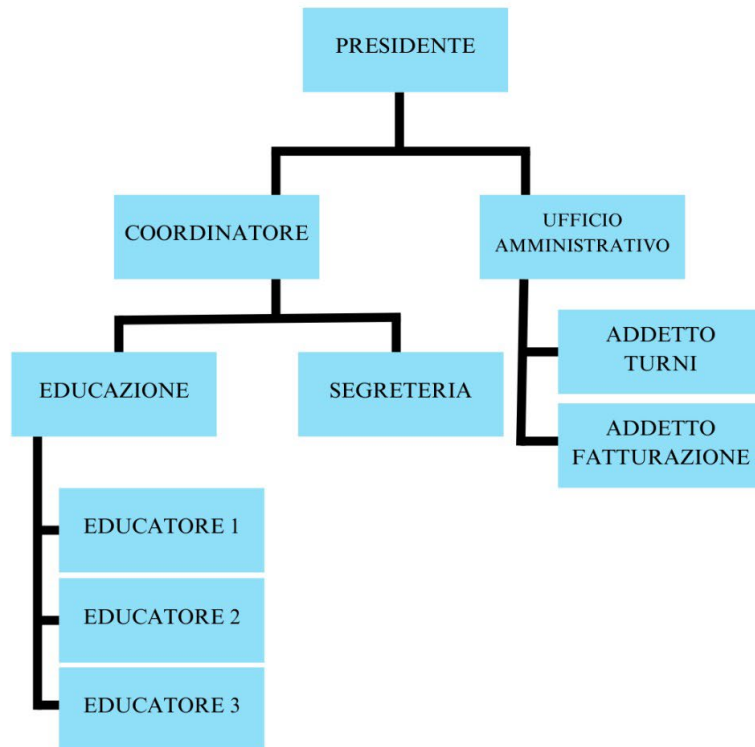 PRESIDENTE
COORDINATORE
UFFICIO
AMMINISTRATIVO
EDUCAZIONE
SEGRETERIA
ADDETTO
TURNI
ADDETTO
FATTURAZIONE
EDUCATORE 1
EDUCATORE 2
EDUCATORE 3